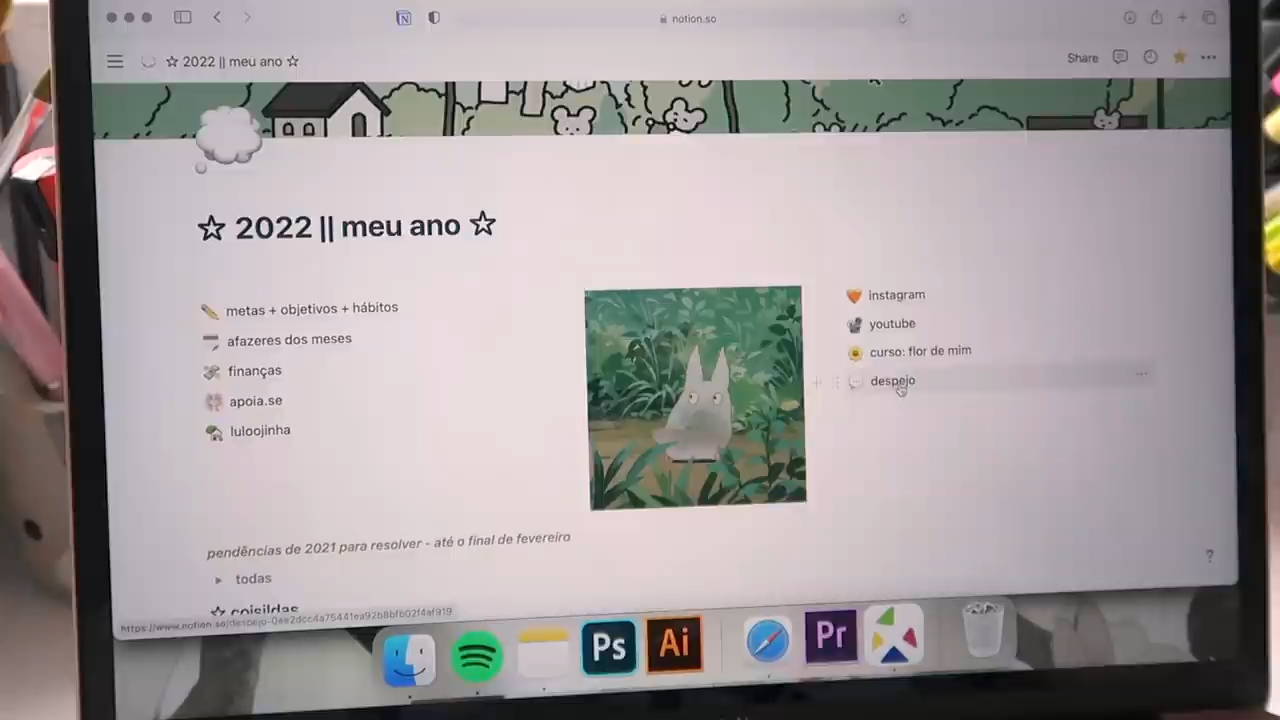 notion.so
☆ 2022 || meu ano ☆
Share
☆ 2022 || meu ano ☆
metas + objetivos + hábitos
afazeres dos meses
finanças
apoia.se
luloojinha
instagram
youtube
curso: flor de mim
despejo
pendências de 2021 para resolver - até o final de fevereiro
todas
☆ coisildas
?
Ps
Ai
Pr